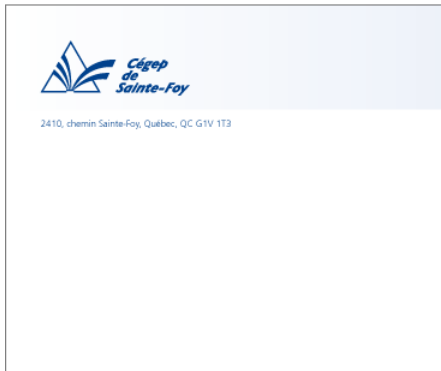 Cégep
de
Sainte-Foy
2410, chemin Sainte-Foy, Québec, QC G1V 1T3